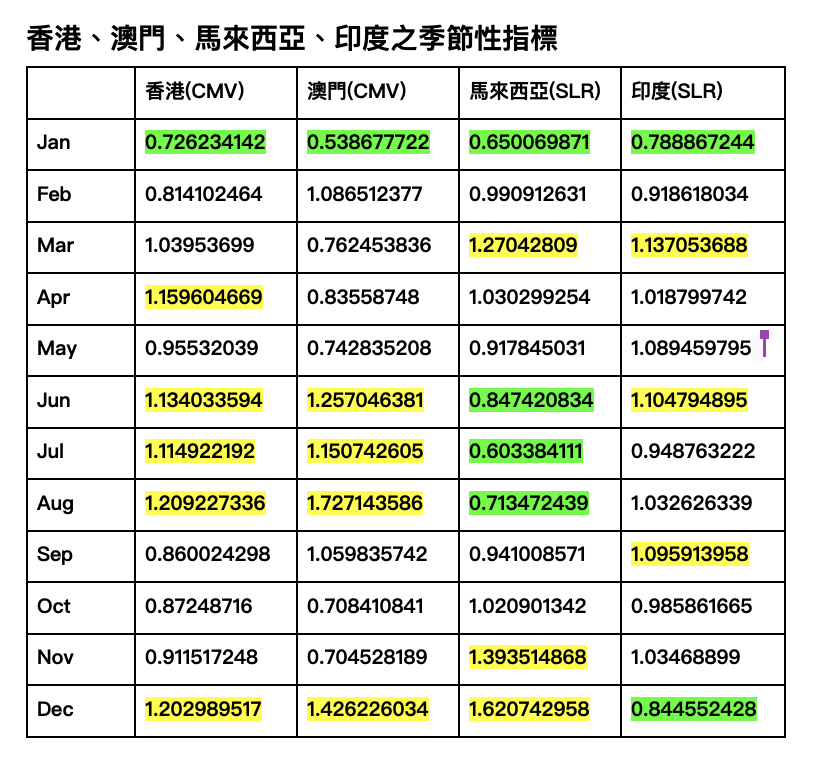 香港、澳門、馬來西亞、印度之季節性指標
香港(CMV) 澳門(CMV) 馬來西亞(SLR) 印度(SLR)
Jan 0.726234142 0.538677722 0.650069871 0.788867244
Feb 0.814102464 1.086512377 0.990912631 0.918618034
Mar 1.03953699 0.762453836 1.27042809 1.137053688
Apr 1.159604669 0.83558748 1.030299254 1.018799742
May 0.95532039 0.742835208 0.917845031 1.089459795
Jun 1.134033594 1.257046381 0.847420834 1.104794895
Jul 1.114922192 1.150742605 0.603384111 0.948763222
Aug 1.209227336 1.727143586 0.713472439 1.032626339
Sep 0.860024298 1.059835742 0.941008571 1.095913958
Oct 0.87248716 0.708410841 1.020901342 0.985861665
Nov 0.911517248 0.704528189 1.393514868 1.03468899
Dec 1.202989517 1.426226034 1.620742958 0.844552428